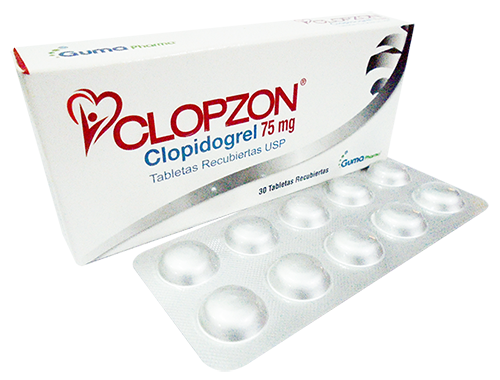 Guma Pharma
CLOPZON®
Clopidogrel 75 mg
Tabletas Recubiertas USP
Guma Pharma
30 Tabletas Recubiertas